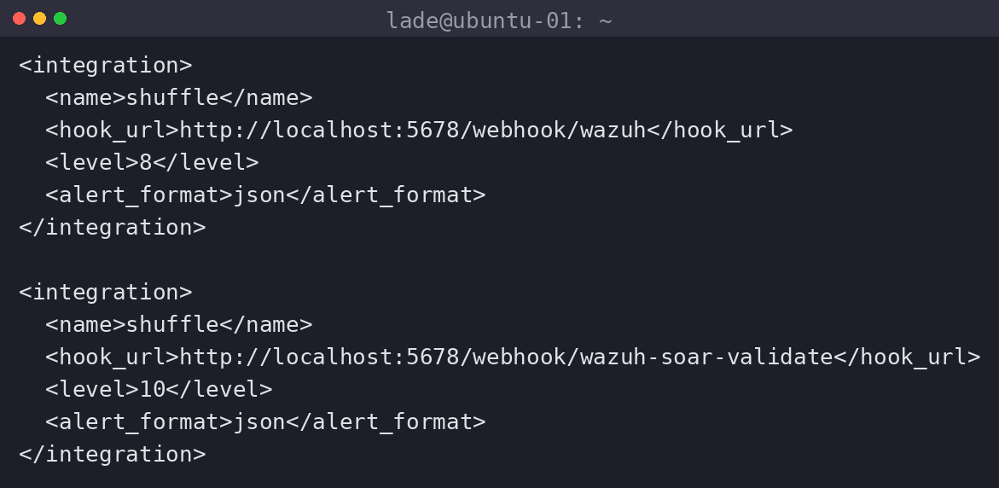 lade@ubuntu-01: ~
<integration>
  <name>shuffle</name>
  <hook_url>http://localhost:5678/webhook/wazuh</hook_url>
  <level>8</level>
  <alert_format>json</alert_format>
</integration>

<integration>
  <name>shuffle</name>
  <hook_url>http://localhost:5678/webhook/wazuh-soar-validate</hook_url>
  <level>10</level>
  <alert_format>json</alert_format>
</integration>